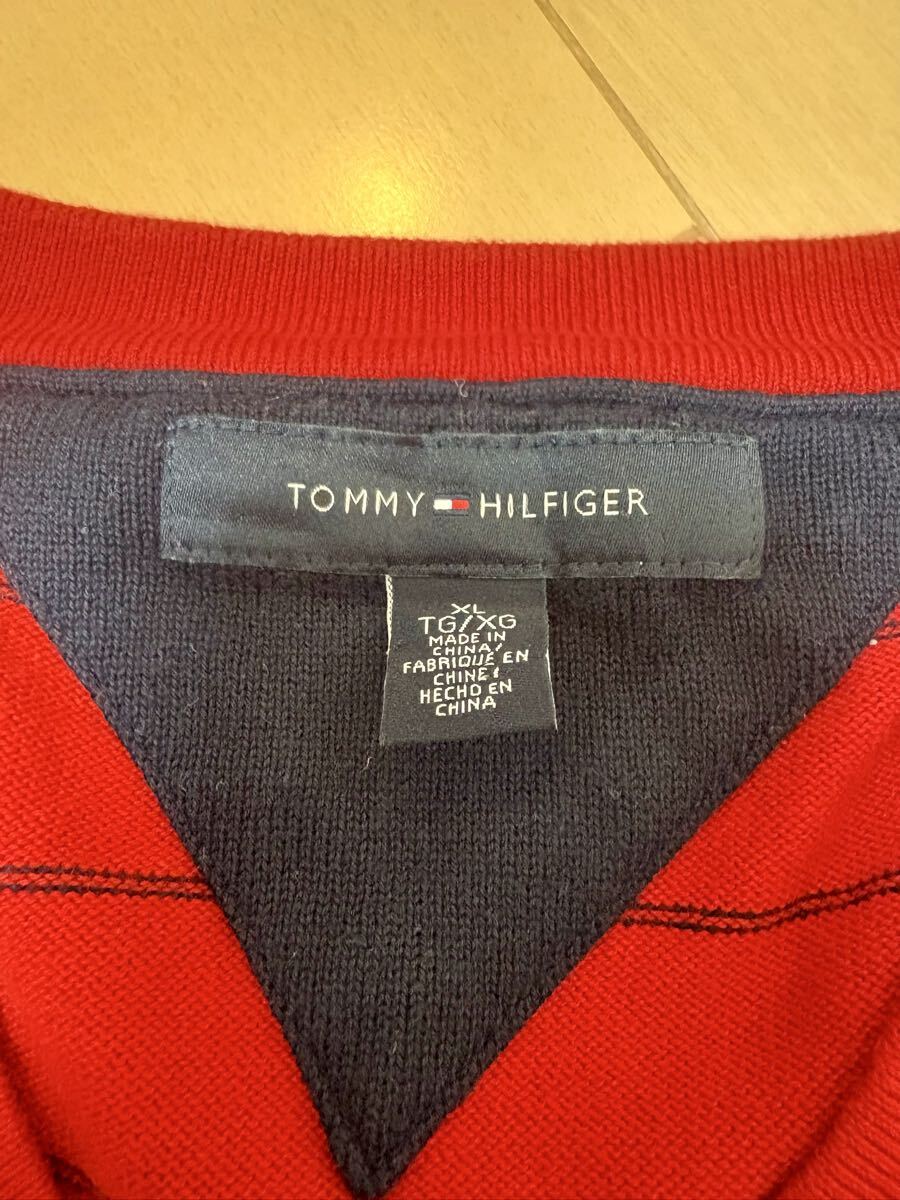 TOMMY HILFIGER
XL
TG/XG
MADE IN
CHINA/
FABRIQUÉ EN
CHINE/
HECHO EN
CHINA